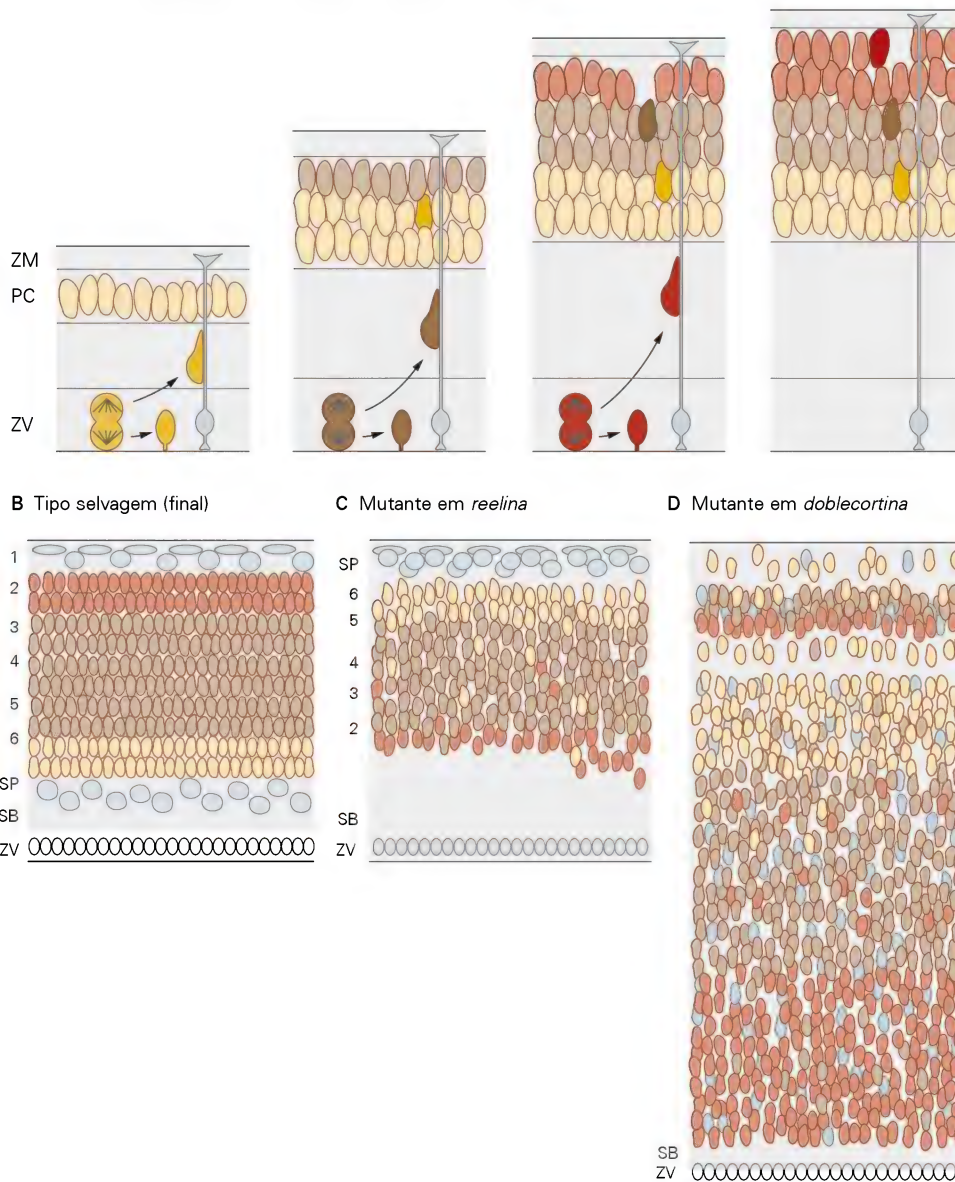 ZM
PC
ZV
B Tipo selvagem (final)
1
2
3
4
5
6
SP
SB
ZV
C Mutante em reelina
SP
6
5
4
3
2
SB
ZV
D Mutante em doblecortina
SB
ZV